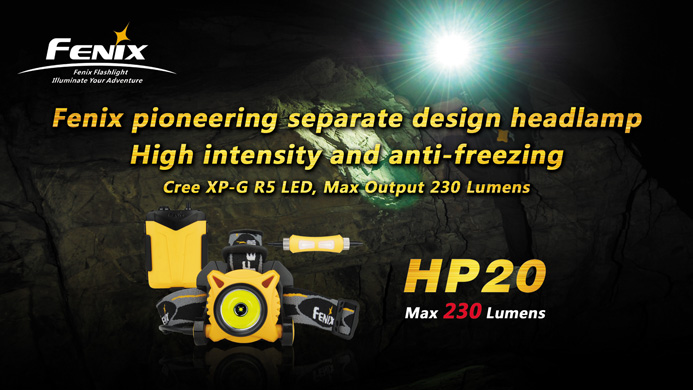 FENIX
Fenix Flashlight
Illuminate Your Adventure
Fenix pioneering separate design headlamp
High intensity and anti-freezing
Cree XP-G R5 LED, Max Output 230 Lumens
HP20
Max 230 Lumens
FENIX